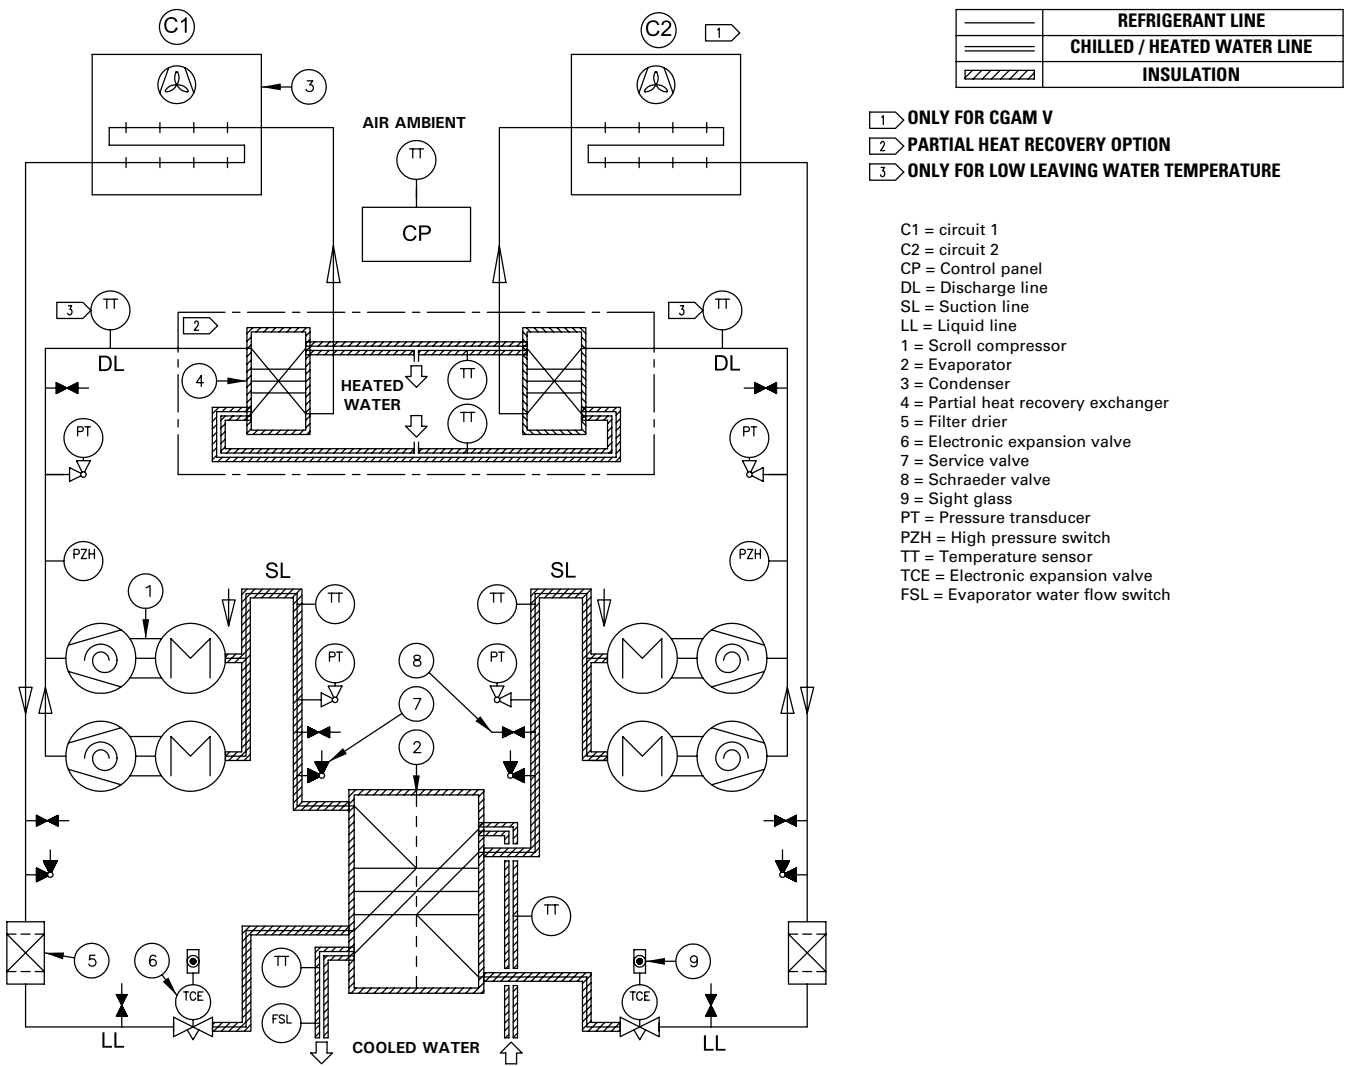 C1
C2
1
REFRIGERANT LINE
CHILLED / HEATED WATER LINE
INSULATION
3
1 ONLY FOR CGAM V
2 PARTIAL HEAT RECOVERY OPTION
3 ONLY FOR LOW LEAVING WATER TEMPERATURE
AIR AMBIENT
TT
CP
C1 = circuit 1
C2 = circuit 2
CP = Control panel
DL = Discharge line
SL = Suction line
LL = Liquid line
1 = Scroll compressor
2 = Evaporator
3 = Condenser
4 = Partial heat recovery exchanger
5 = Filter drier
6 = Electronic expansion valve
7 = Service valve
8 = Schraeder valve
9 = Sight glass
PT = Pressure transducer
PZH = High pressure switch
TT = Temperature sensor
TCE = Electronic expansion valve
FSL = Evaporator water flow switch
3
TT
3
TT
2
DL
DL
4
HEATED
WATER
TT
TT
PT
PT
PZH
PZH
SL
SL
1
TT
TT
PT
8
PT
7
2
TT
5
6
TT
9
TCE
FSL
TCE
LL
COOLED WATER
LL